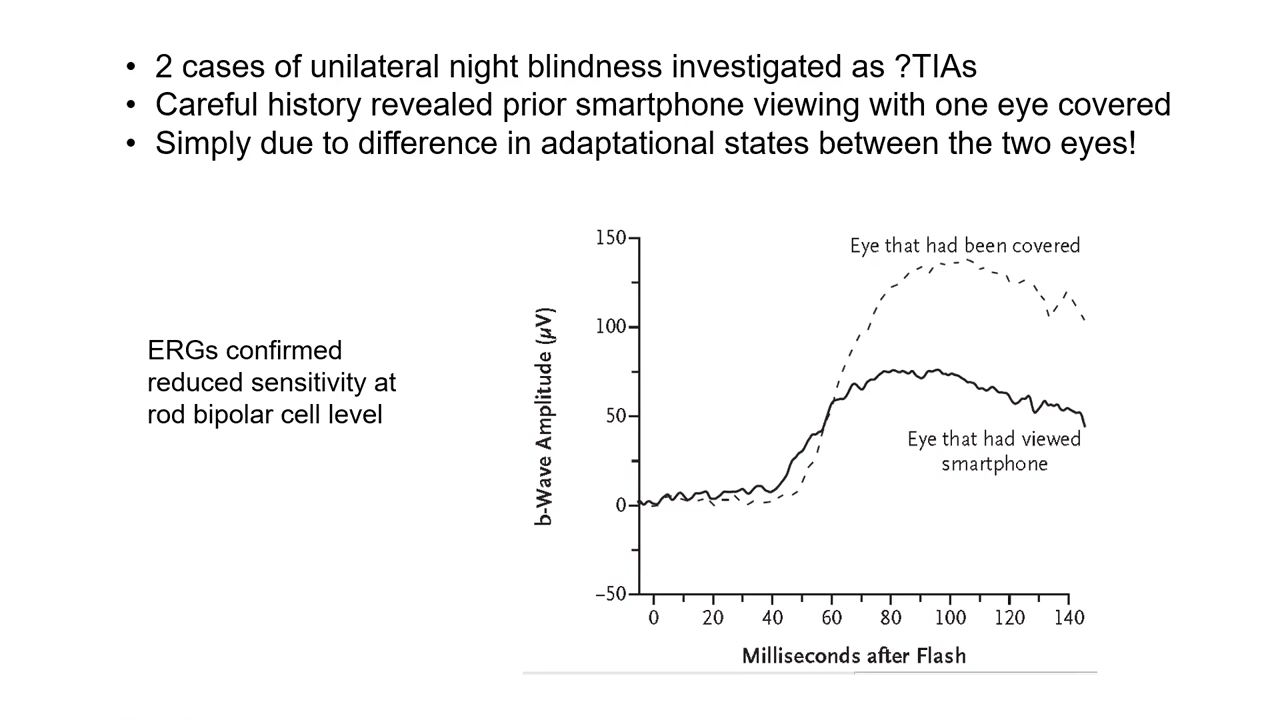 • 2 cases of unilateral night blindness investigated as ?TIAs
• Careful history revealed prior smartphone viewing with one eye covered
• Simply due to difference in adaptational states between the two eyes!
ERGs confirmed
reduced sensitivity at
rod bipolar cell level
b-Wave Amplitude (µV)
150
100
50
0
–50
Eye that had been covered
Eye that had viewed
smartphone
0 20 40 60 80 100 120 140
Milliseconds after Flash